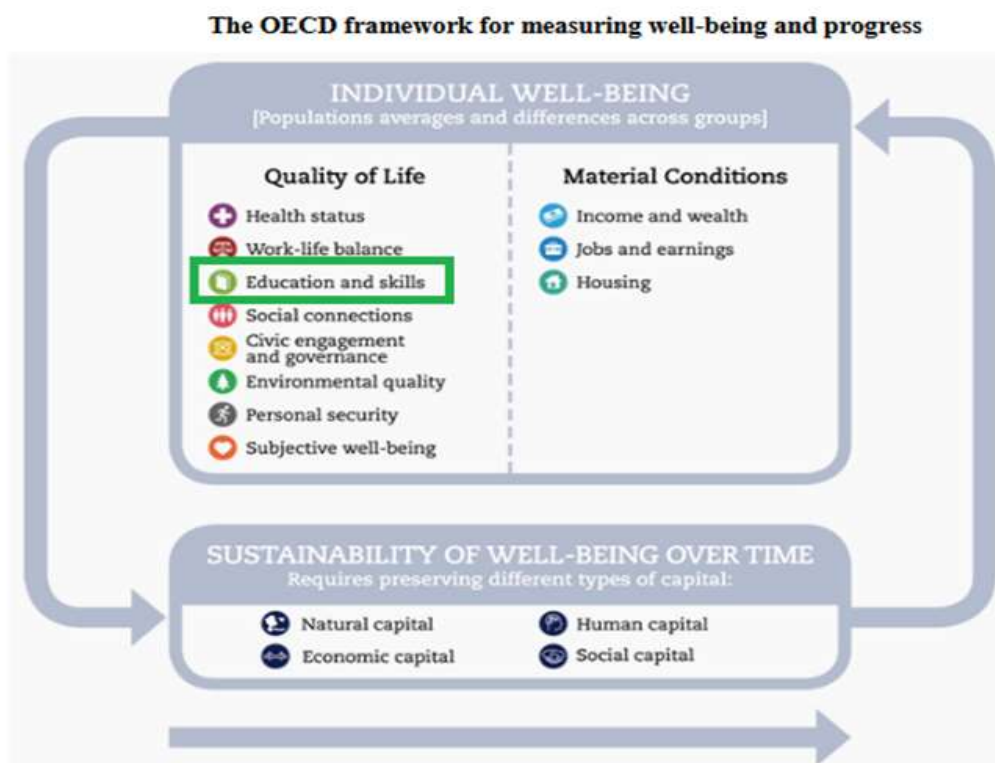 The OECD framework for measuring well-being and progress
INDIVIDUAL WELL-BEING
[Populations averages and differences across groups]
Quality of Life
Health status
Work-life balance
Education and skills
Social connections
Civic engagement
and governance
Environmental quality
Personal security
Subjective well-being
Material Conditions
Income and wealth
Jobs and earnings
Housing
SUSTAINABILITY OF WELL-BEING OVER TIME
Requires preserving different types of capital:
Natural capital
Economic capital
Human capital
Social capital